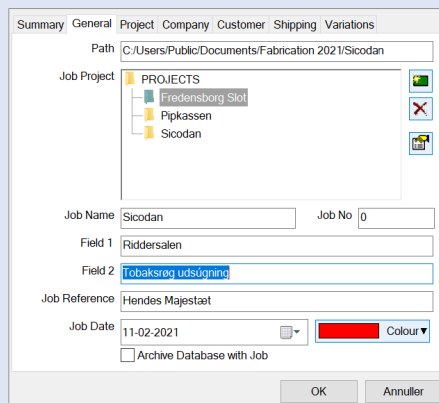 Summary General Project Company Customer Shipping Variations
Path C:/Users/Public/Documents/Fabrication 2021/Sicodan
Job Project PROJECTS
Fredensborg Slot
Pipkassen
Sicodan
Job Name Sicodan Job No 0
Field 1 Riddersalen
Field 2 Tobaksrøg udsúgning
Job Reference Hendes Majestæt
Job Date 11-02-2021 Colour
Archive Database with Job
OK Annuller